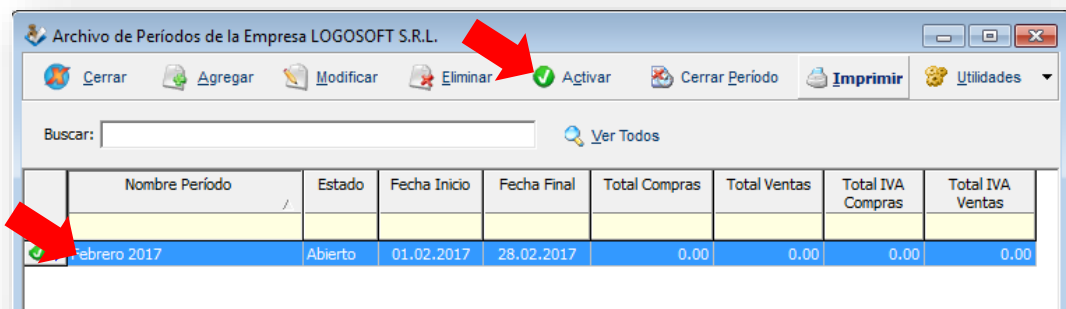 Archivo de Períodos de la Empresa LOGOSOFT S.R.L.
Cerrar Agregar Modificar Eliminar Activar Cerrar Período Imprimir Utilidades
Buscar: Ver Todos
Nombre Período Estado Fecha Inicio Fecha Final Total Compras Total Ventas Total IVA Compras Total IVA Ventas
Febrero 2017 Abierto 01.02.2017 28.02.2017 0.00 0.00 0.00 0.00